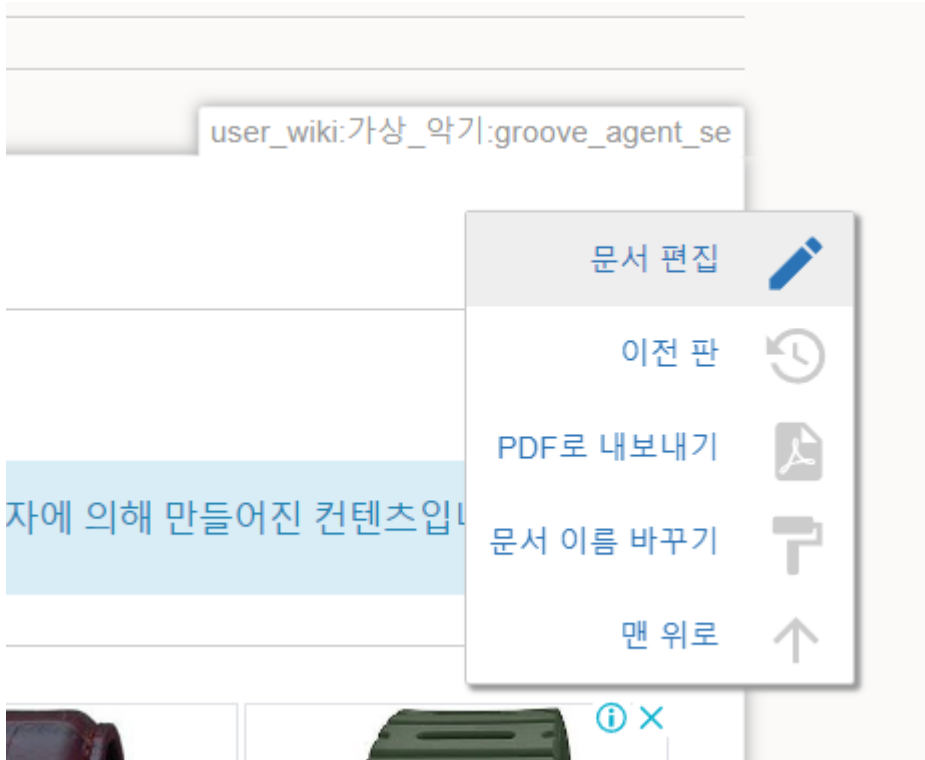 user_wiki:가상_악기:groove_agent_se
문서 편집
이전 판
PDF로 내보내기
자에 의해 만들어진 컨텐츠입니
문서 이름 바꾸기
맨 위로